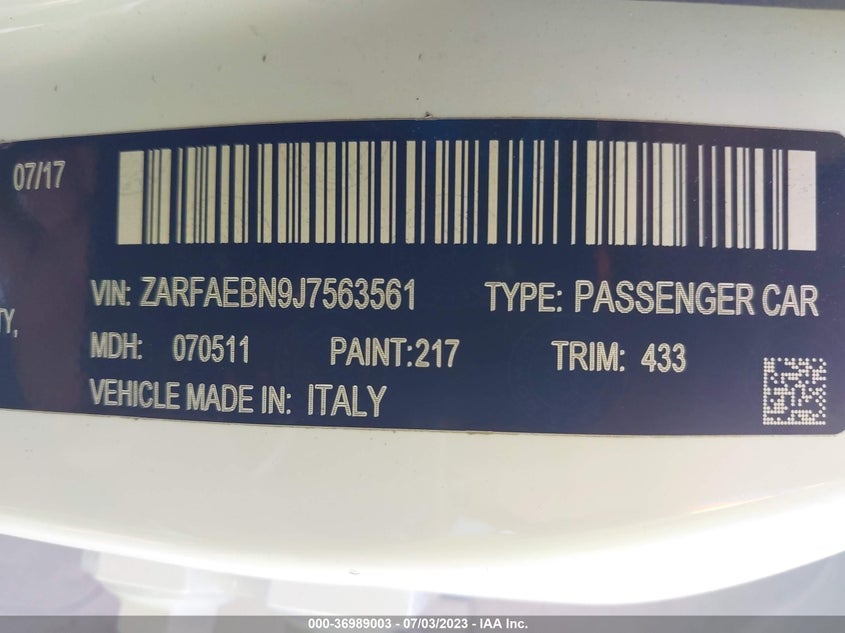 07/17
VIN: ZARFAEBN9J7563561 TYPE: PASSENGER CAR
TY,
MDH: 070511 PAINT:217 TRIM: 433
VEHICLE MADE IN: ITALY
000-36989003 - 07/03/2023 - IAA Inc.